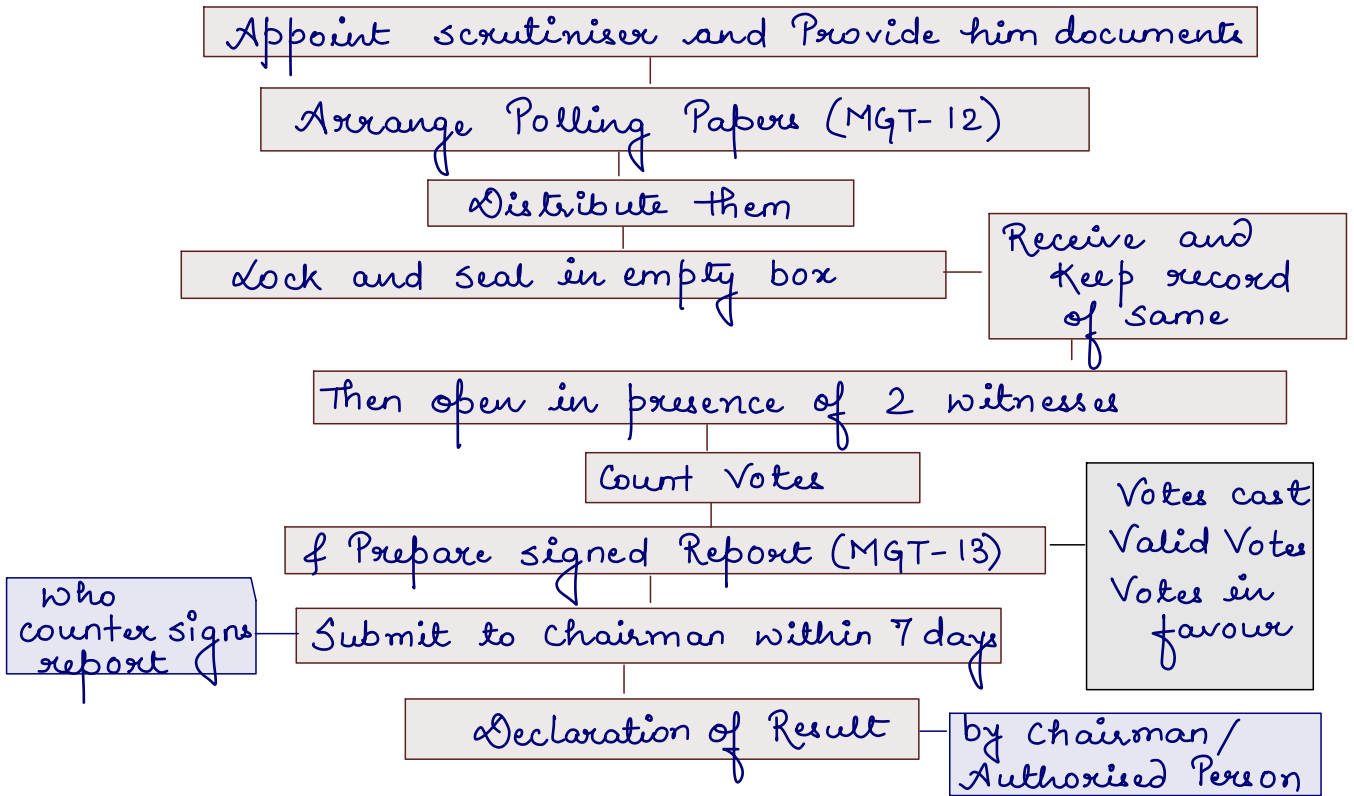 Appoint scrutiniser and Provide him documents
Arrange Polling Papers (MGT-12)
Distribute them
Lock and seal in empty box
Receive and
Keep record
of same
Then open in presence of 2 witnesses
Count Votes
& Prepare signed Report (MGT-13)
Votes cast
Valid Votes
Votes in
favour
Submit to Chairman within 7 days
Who
counter signs
report
Declaration of Result
by Chairman/
Authorised Person